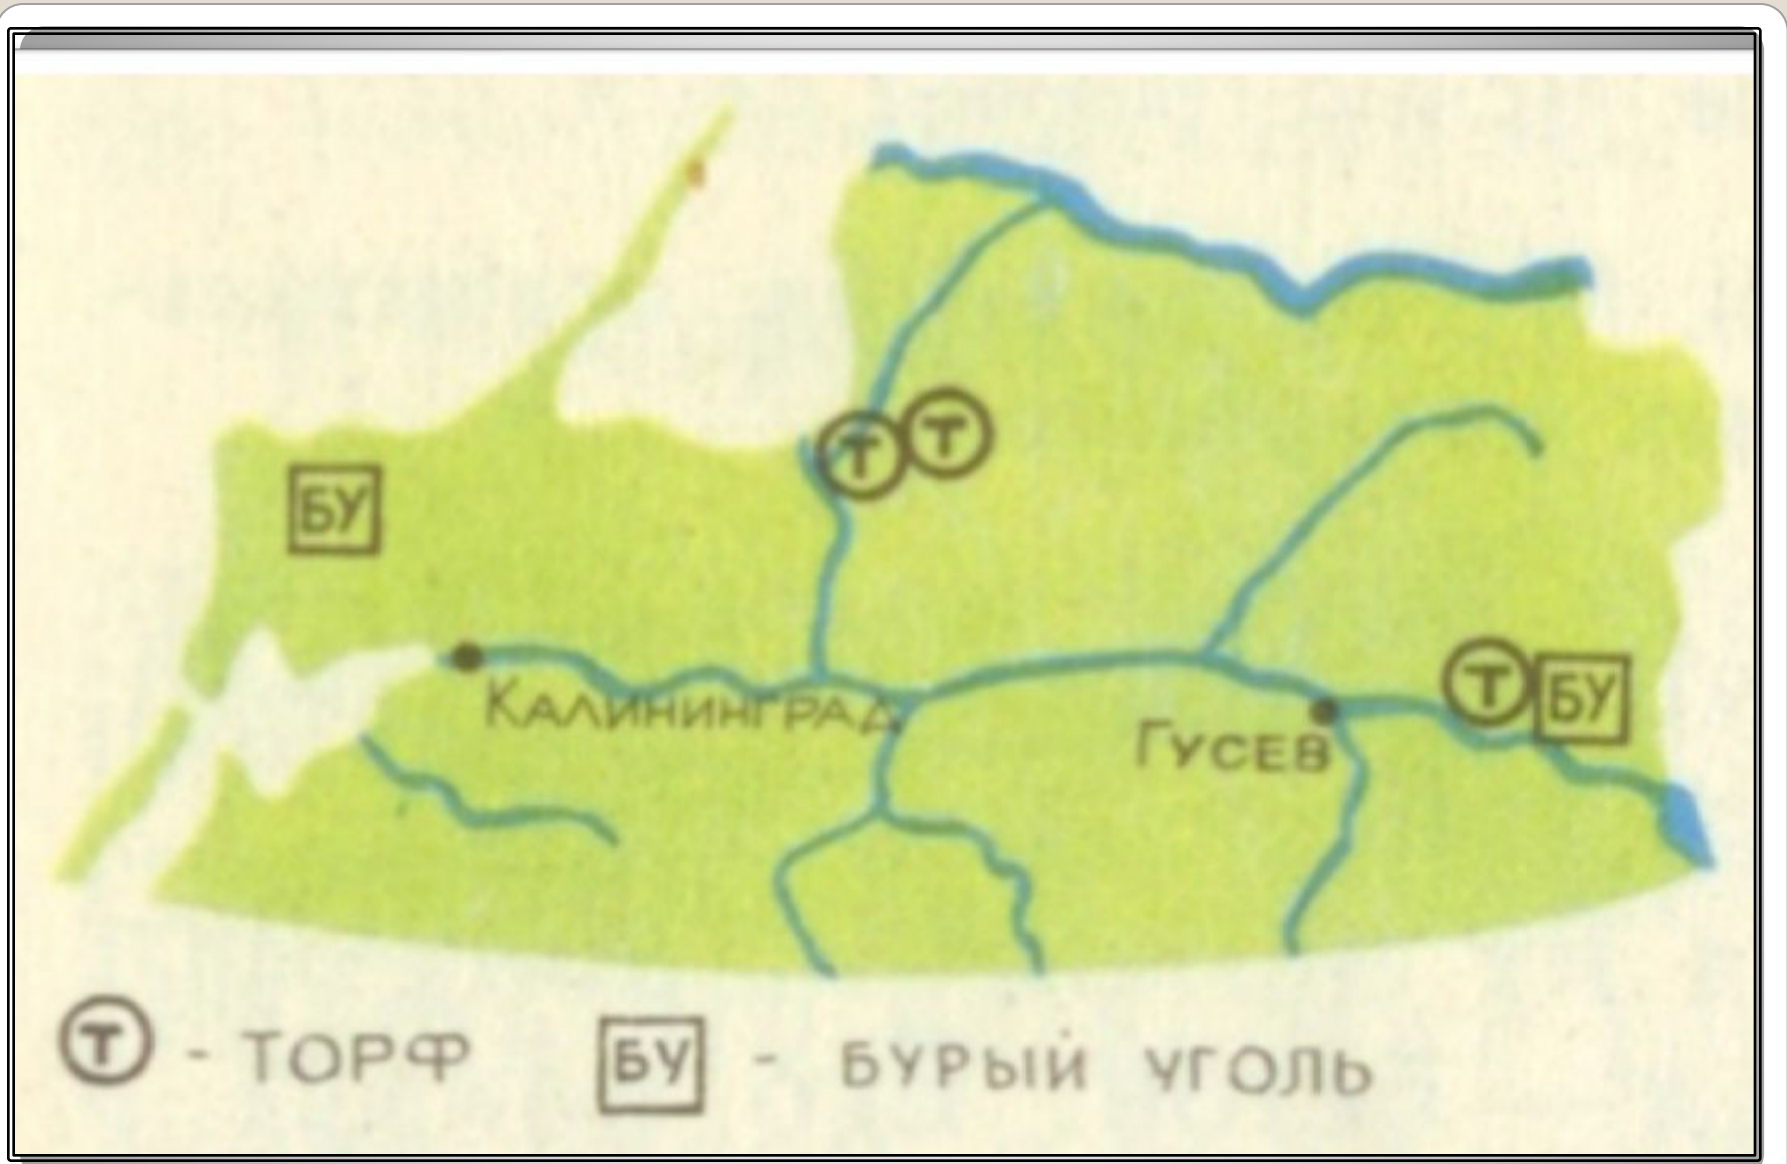 Т Т
БУ
Т БУ
КАЛИНИНГРАД
ГУСЕВ
Т - ТОРФ БУ - БУРЫЙ УГОЛЬ